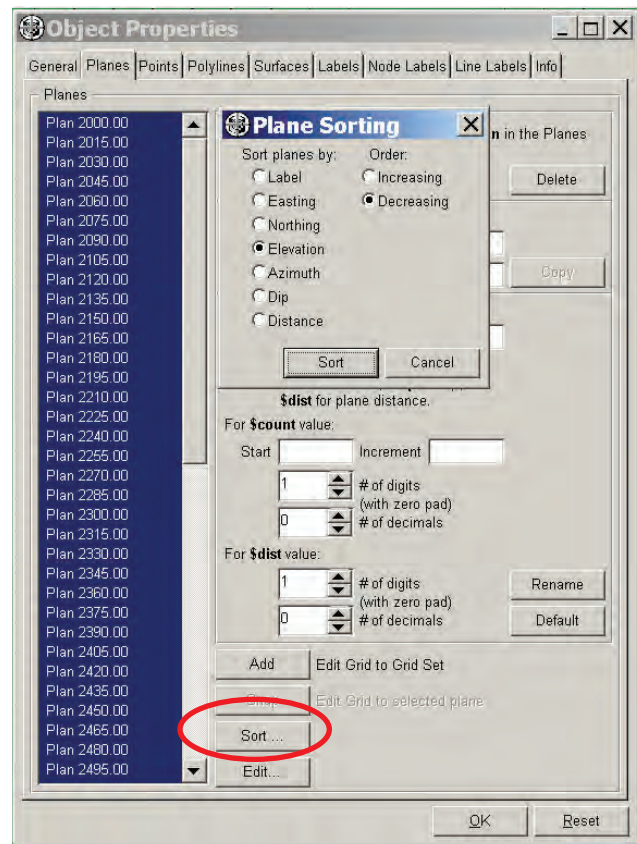 Object Properties
General Planes Points Polylines Surfaces Labels Node Labels Line Labels Info
Planes
Plan 2000.00
Plan 2015.00
Plan 2030.00
Plan 2045.00
Plan 2060.00
Plan 2075.00
Plan 2090.00
Plan 2105.00
Plan 2120.00
Plan 2135.00
Plan 2150.00
Plan 2165.00
Plan 2180.00
Plan 2195.00
Plan 2210.00
Plan 2225.00
Plan 2240.00
Plan 2255.00
Plan 2270.00
Plan 2285.00
Plan 2300.00
Plan 2315.00
Plan 2330.00
Plan 2345.00
Plan 2360.00
Plan 2375.00
Plan 2390.00
Plan 2405.00
Plan 2420.00
Plan 2435.00
Plan 2450.00
Plan 2465.00
Plan 2480.00
Plan 2495.00
Plane Sorting
Sort planes by: Order:
Label Increasing
Easting Decreasing
Northing
Elevation
Azimuth
Dip
Distance
Sort Cancel
n in the Planes
Delete
Copy
$dist for plane distance.
For $count value:
Start Increment
1 # of digits
(with zero pad)
0 # of decimals
For $dist value:
1 # of digits
(with zero pad)
0 # of decimals
Rename
Default
Add Edit Grid to Grid Set
Snap Edit Grid to selected plane
Sort ...
Edit...
OK Reset